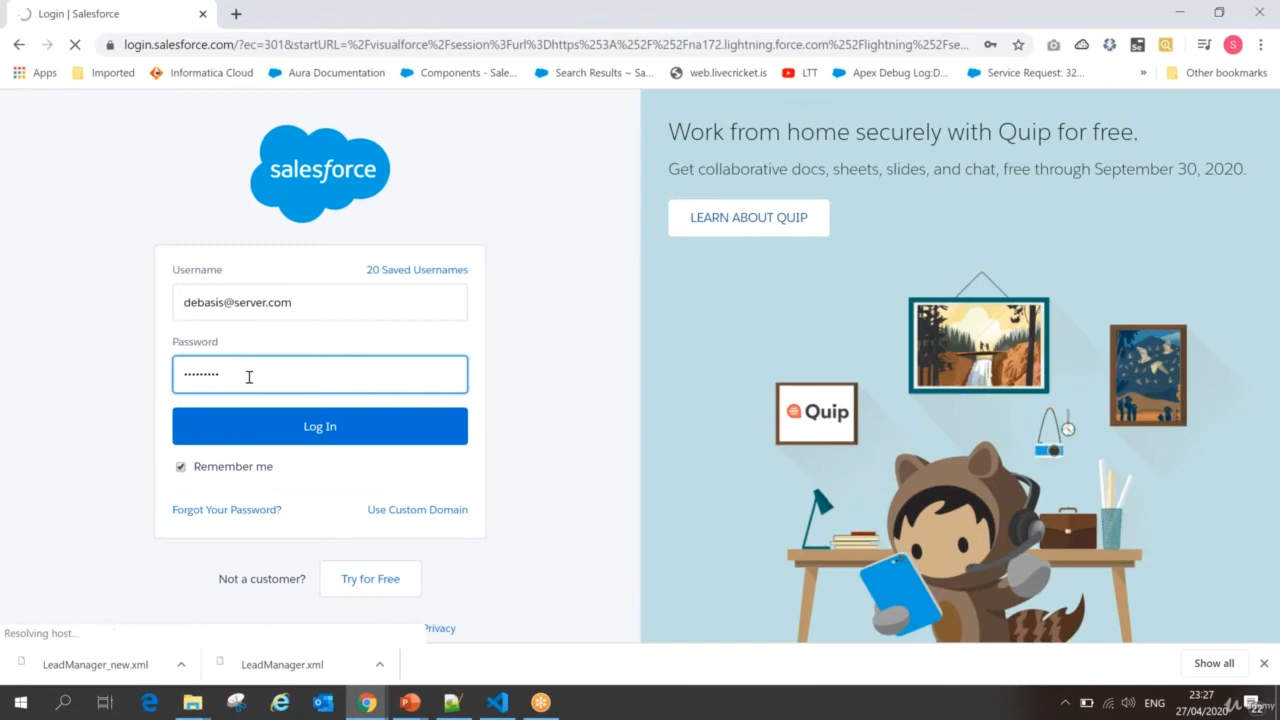 Login | Salesforce
login.salesforce.com/?ec=301&startURL=%2Fvisualforce%2Fsession%3Furl%3Dhttps%253A%252F%252Fna172.lightning.force.com%252Flightning%252Fse...
S
Apps
Imported
Informatica Cloud
Aura Documentation
Components - Sale...
Search Results ~ Sa...
web.livecricket.is
LTT
Apex Debug Log:D...
Service Request: 32...
»
Other bookmarks
salesforce
Username
20 Saved Usernames
debasis@server.com
Password
•••••••••
Log In
Remember me
Forgot Your Password?
Use Custom Domain
Not a customer?
Try for Free
Privacy
Work from home securely with Quip for free.
Get collaborative docs, sheets, slides, and chat, free through September 30, 2020.
LEARN ABOUT QUIP
Quip
Resolving host...
LeadManager_new.xml
LeadManager.xml
Show all
ENG
23:27
27/04/2020
22